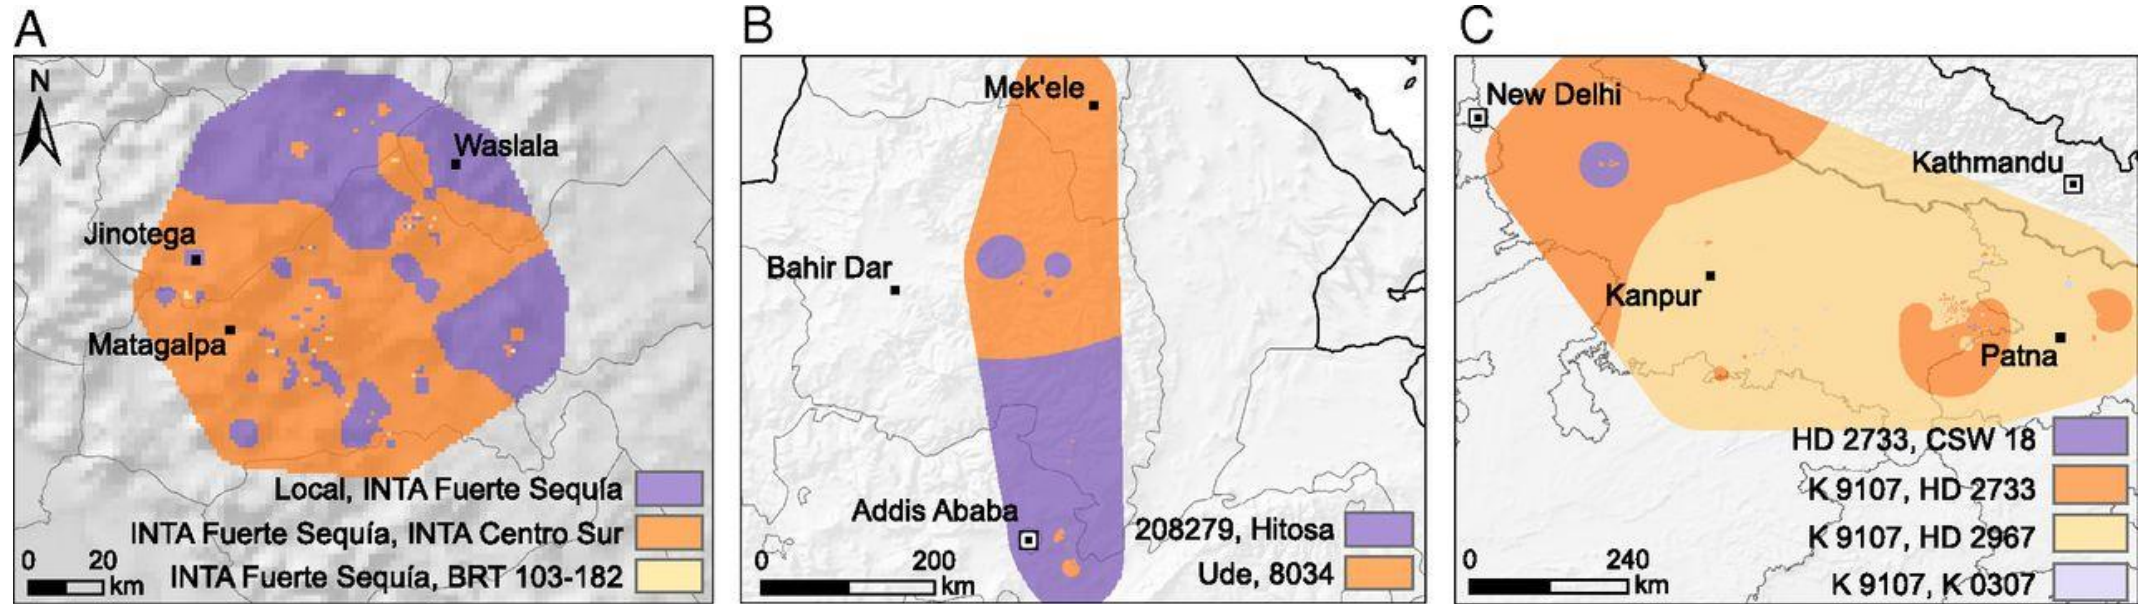 A
N
Waslala
Jinotega
Matagalpa
Local, INTA Fuerte Sequía
INTA Fuerte Sequía, INTA Centro Sur
INTA Fuerte Sequía, BRT 103-182
0 20
km
B
Mek'ele
Bahir Dar
Addis Ababa
208279, Hitosa
Ude, 8034
0 200
km
C
New Delhi
Kathmandu
Kanpur
Patna
HD 2733, CSW 18
K 9107, HD 2733
K 9107, HD 2967
K 9107, K 0307
0 240
km